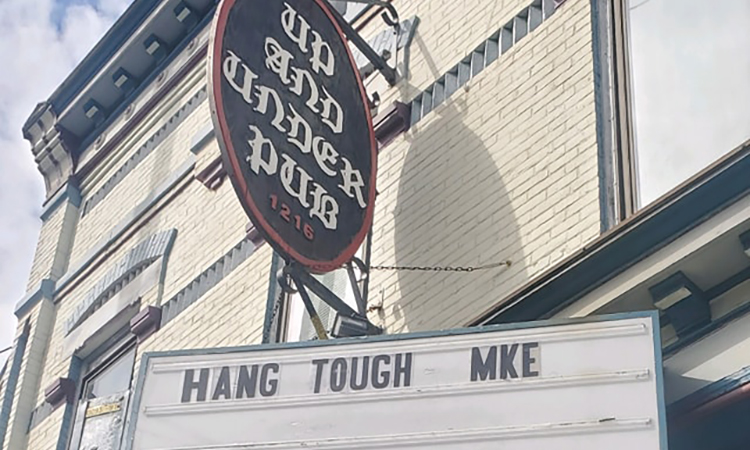 UP
AND
UNDER
PUB
1216
HANG TOUGH MKE